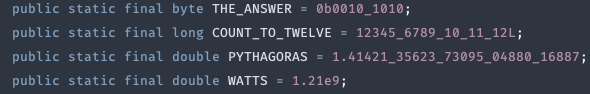 public static final byte THE_ANSWER = 0b0010_1010;
public static final long COUNT_TO_TWELVE = 12345_6789_10_11_12L;
public static final double PYTHAGORAS = 1.41421_35623_73095_04880_16887;
public static final double WATTS = 1.21e9;